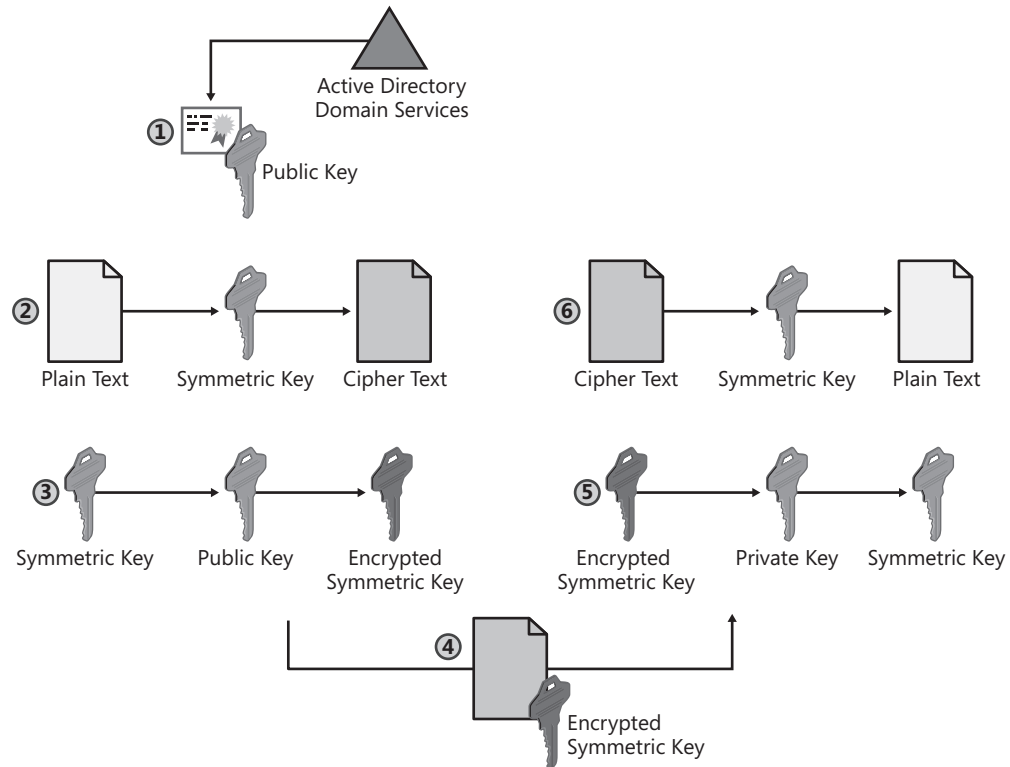 Active Directory
Domain Services
1
Public Key
2
Plain Text
Symmetric Key
Cipher Text
6
Cipher Text
Symmetric Key
Plain Text
3
Symmetric Key
Public Key
Encrypted
Symmetric Key
5
Encrypted
Symmetric Key
Private Key
Symmetric Key
4
Encrypted
Symmetric Key